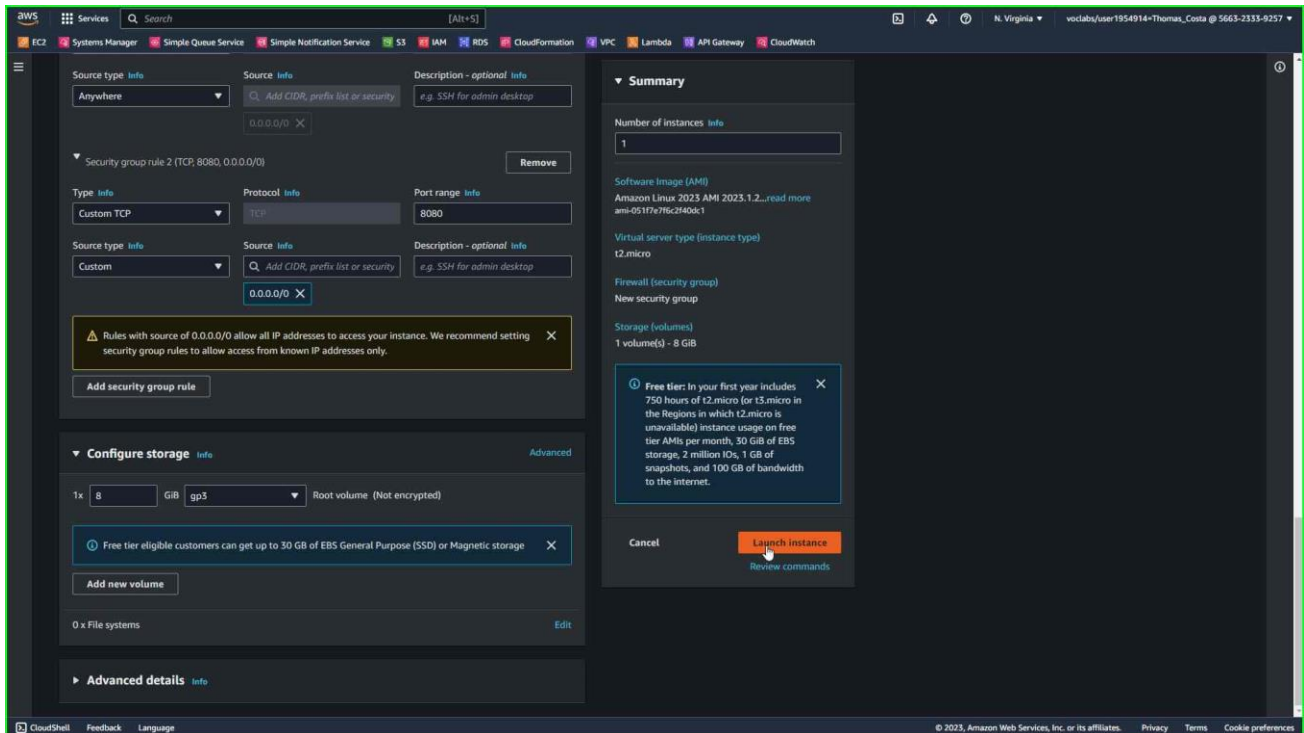 aws
Services
Search
[Alt+S]
N. Virginia
voclabs/user1954914=Thomas_Costa @ 5663-2333-9257
EC2
Systems Manager
Simple Queue Service
Simple Notification Service
S3
IAM
RDS
CloudFormation
VPC
Lambda
API Gateway
CloudWatch
Source type Info
Source Info
Description - optional Info
Anywhere
Add CIDR, prefix list or security
e.g. SSH for admin desktop
0.0.0.0/0
Security group rule 2 (TCP, 8080, 0.0.0.0/0)
Remove
Type Info
Protocol Info
Port range Info
Custom TCP
TCP
8080
Source type Info
Source Info
Description - optional Info
Custom
Add CIDR, prefix list or security
e.g. SSH for admin desktop
0.0.0.0/0
Rules with source of 0.0.0.0/0 allow all IP addresses to access your instance. We recommend setting
security group rules to allow access from known IP addresses only.
Add security group rule
Configure storage Info
Advanced
1x
8
GiB
gp3
Root volume (Not encrypted)
Free tier eligible customers can get up to 30 GB of EBS General Purpose (SSD) or Magnetic storage
Add new volume
0 x File systems
Edit
Advanced details Info
Summary
Number of instances Info
1
Software Image (AMI)
Amazon Linux 2023 AMI 2023.1.2...read more
ami-051f7e7f6c2f40dc1
Virtual server type (instance type)
t2.micro
Firewall (security group)
New security group
Storage (volumes)
1 volume(s) - 8 GiB
Free tier: In your first year includes
750 hours of t2.micro (or t3.micro in
the Regions in which t2.micro is
unavailable) instance usage on free
tier AMIs per month, 30 GiB of EBS
storage, 2 million IOs, 1 GB of
snapshots, and 100 GB of bandwidth
to the internet.
Cancel
Launch instance
Review commands
CloudShell
Feedback
Language
© 2023, Amazon Web Services, Inc. or its affiliates.
Privacy
Terms
Cookie preferences